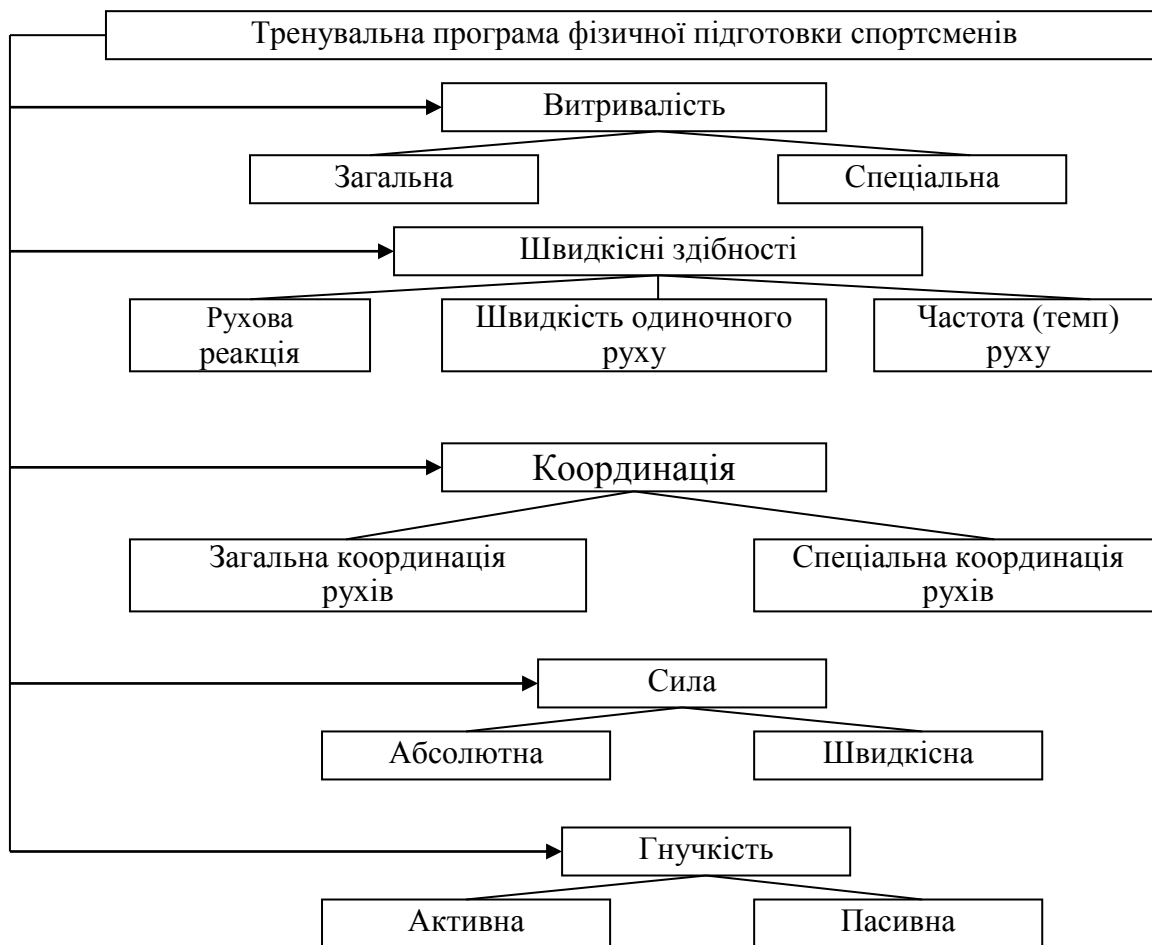 Тренувальна програма фізичної підготовки спортсменів
Витривалість
Загальна
Спеціальна
Швидкісні здібності
Рухова
реакція
Швидкість одиночного
руху
Частота (темп)
руху
Координація
Загальна координація
рухів
Спеціальна координація
рухів
Сила
Абсолютна
Швидкісна
Гнучкість
Активна
Пасивна